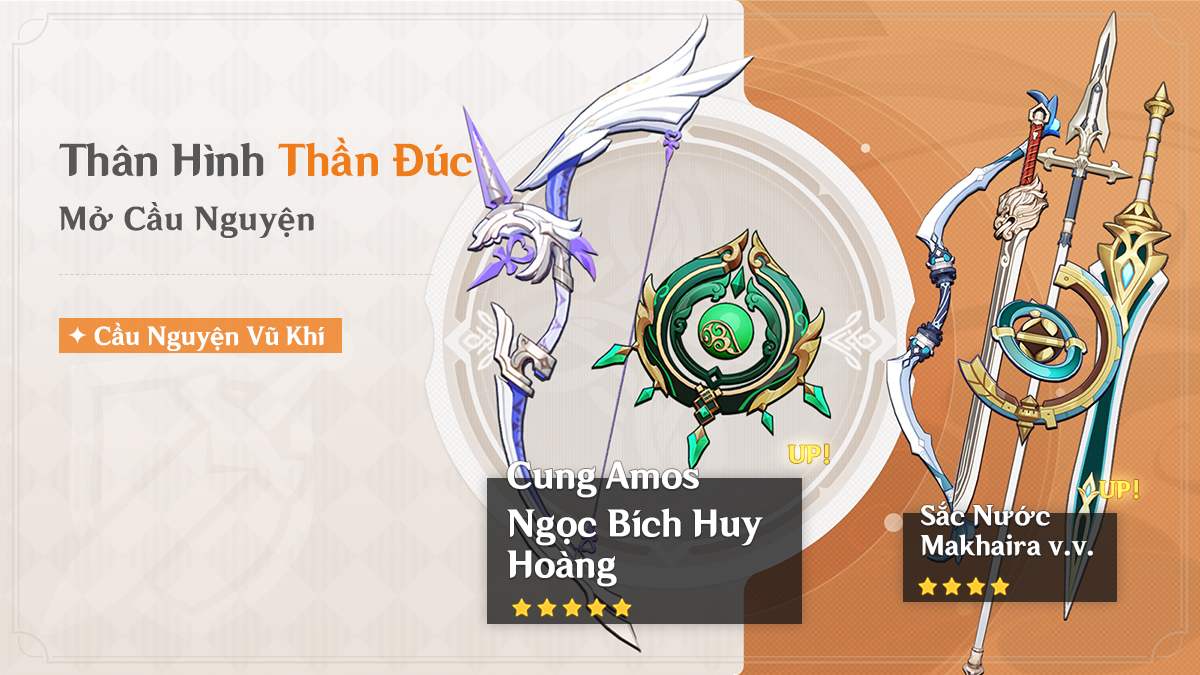 Thân Hình Thần Đúc
Mở Cầu Nguyện
✦ Cầu Nguyện Vũ Khí
UP!
Cung Amos
Ngọc Bích Huy
Hoàng
UP!
Sắc Nước
Makhaira v.v.